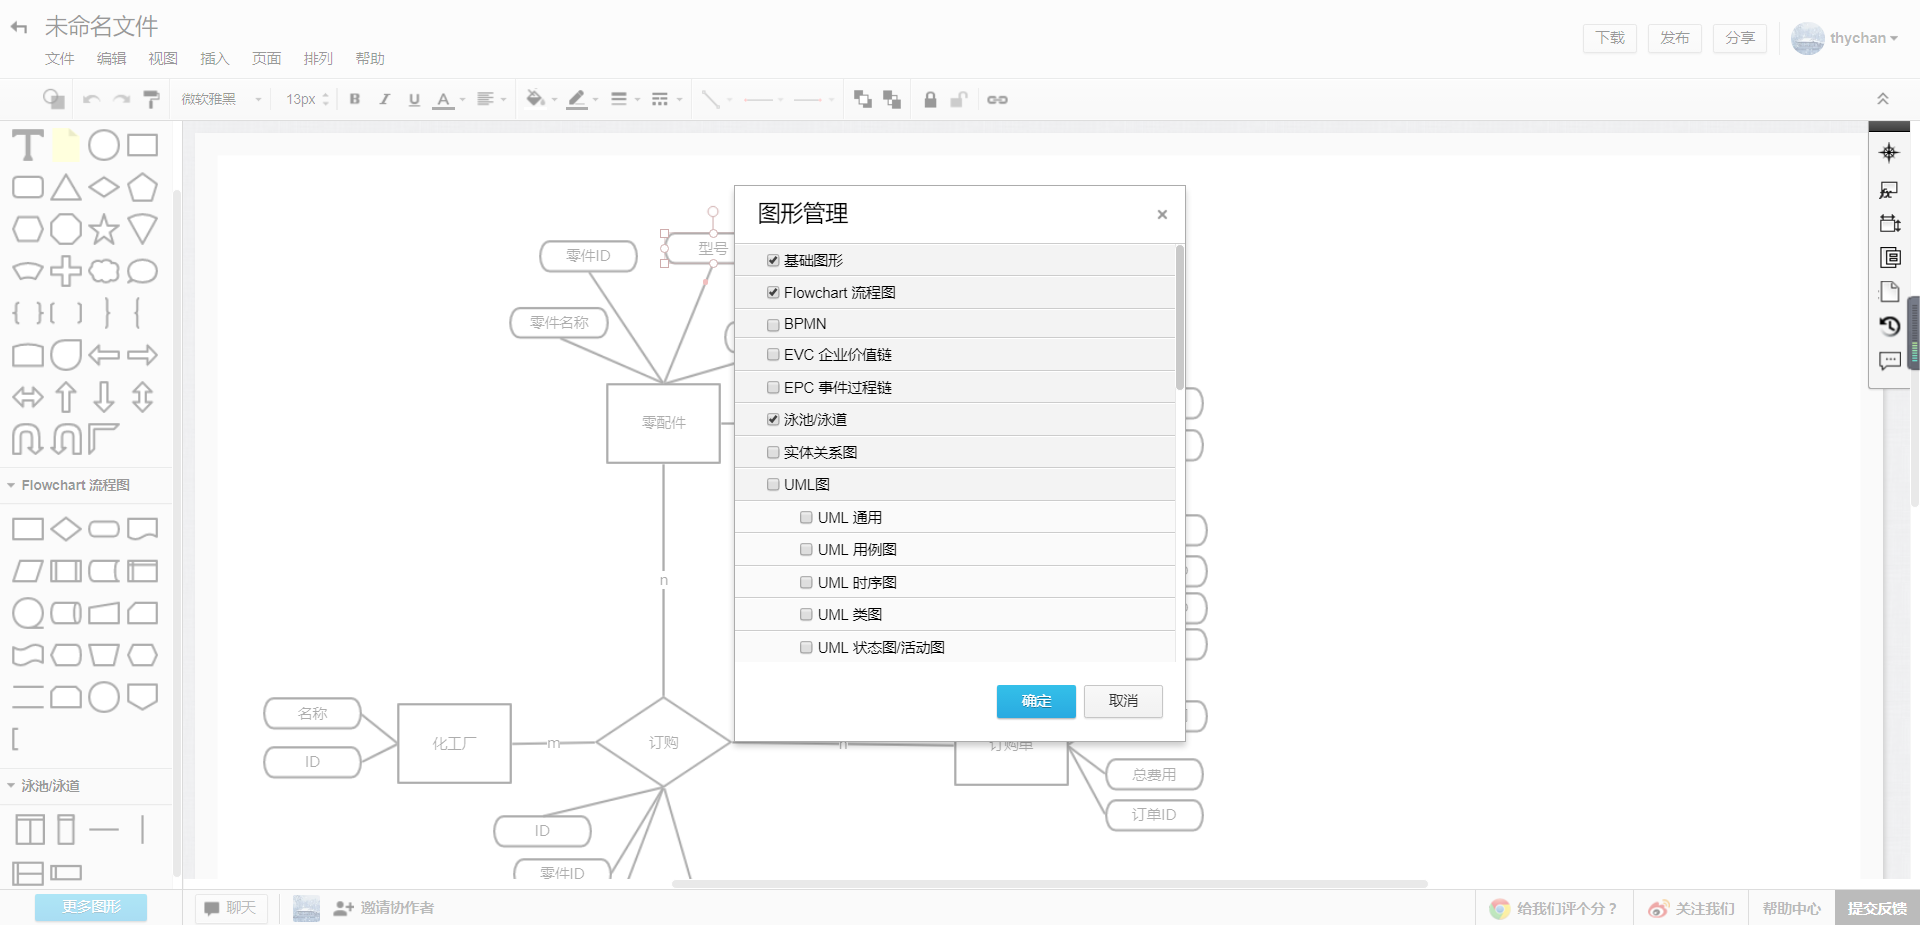 未命名文件
文件 编辑 视图 插入 页面 排列 帮助
下载 发布 分享 thychan
微软雅黑 13px B I U A
T
Flowchart 流程图
泳池/泳道
更多图形
零件ID
型号
零件名称
零配件
n
名称
ID
化工厂
m
订购
n
订购单
总费用
订单ID
ID
零件ID
图形管理
×
基础图形
Flowchart 流程图
BPMN
EVC 企业价值链
EPC 事件过程链
泳池/泳道
实体关系图
UML图
UML 通用
UML 用例图
UML 时序图
UML 类图
UML 状态图/活动图
确定 取消
fx
聊天 邀请协作者 给我们评个分？ 关注我们 帮助中心 提交反馈